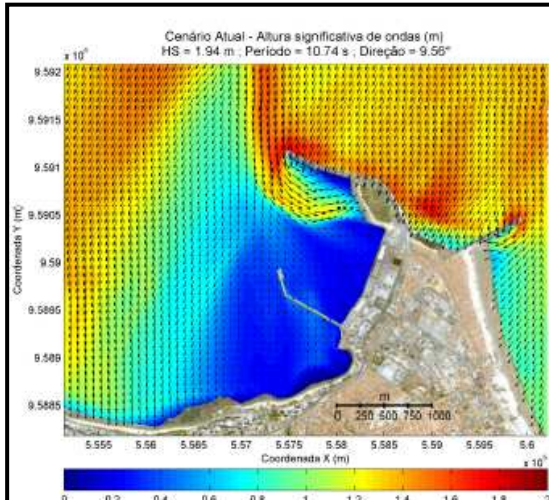 Cenário Atual - Altura significativa de ondas (m)
HS = 1.94 m ; Período = 10.74 s ; Direção = 9.56°
x 10⁶
9.592
9.5915
9.591
9.5905
9.59
9.5895
9.589
9.5885
Coordenada Y (m)
m
0 250 500 750 1000
5.555 5.56 5.565 5.57 5.575 5.58 5.585 5.59 5.595 5.6
Coordenada X (m)
x 10⁵
0 0.2 0.4 0.6 0.8 1 1.2 1.4 1.6 1.8